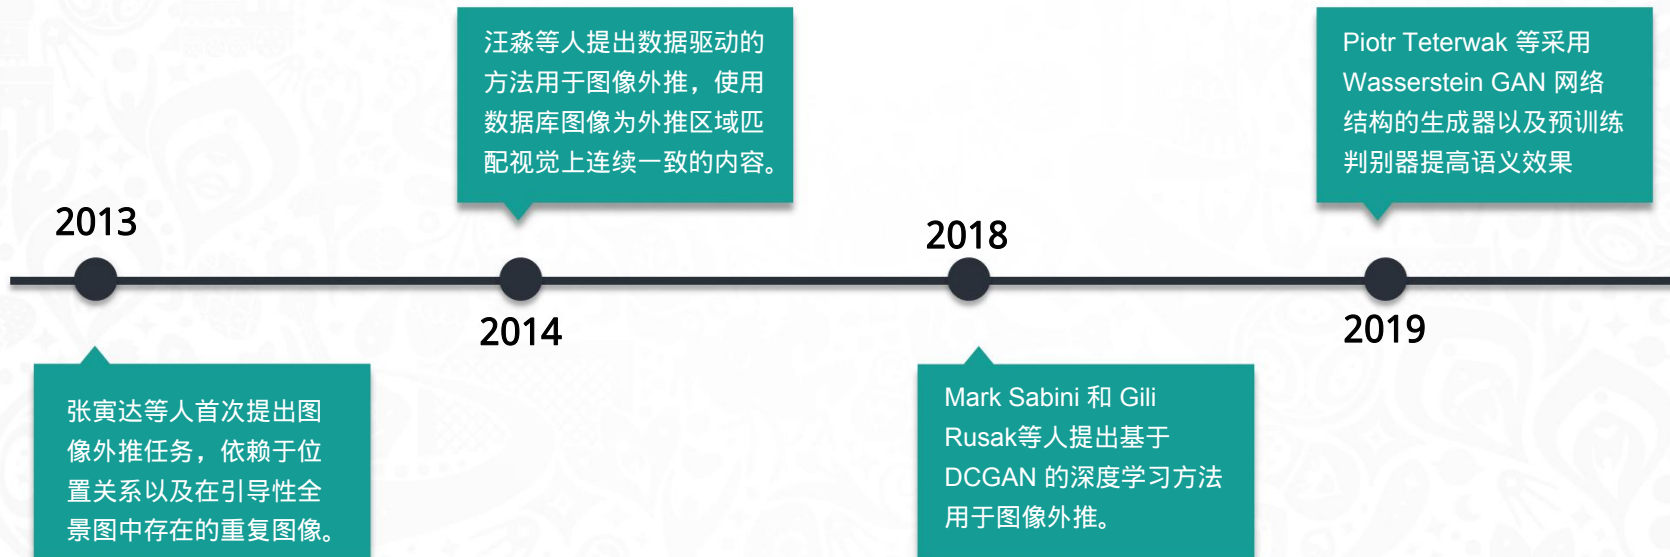 2013
张寅达等人首次提出图
像外推任务，依赖于位
置关系以及在引导性全
景图中存在的重复图像。
汪淼等人提出数据驱动的
方法用于图像外推，使用
数据库图像为外推区域匹
配视觉上连续一致的内容。
2014
2018
Mark Sabini 和 Gili
Rusak等人提出基于
DCGAN 的深度学习方法
用于图像外推。
Piotr Teterwak 等采用
Wasserstein GAN 网络
结构的生成器以及预训练
判别器提高语义效果
2019